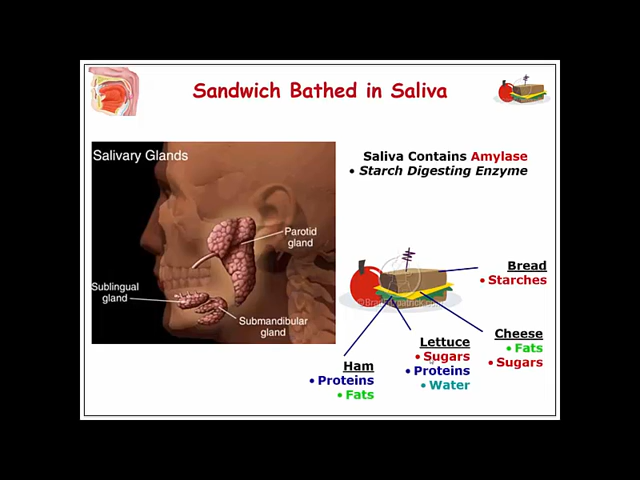 Sandwich Bathed in Saliva
Salivary Glands
Parotid
gland
Sublingual
gland
Submandibular
gland
Saliva Contains Amylase
• Starch Digesting Enzyme
Bread
• Starches
Cheese
• Fats
• Sugars
Lettuce
• Sugars
• Proteins
• Water
Ham
• Proteins
• Fats